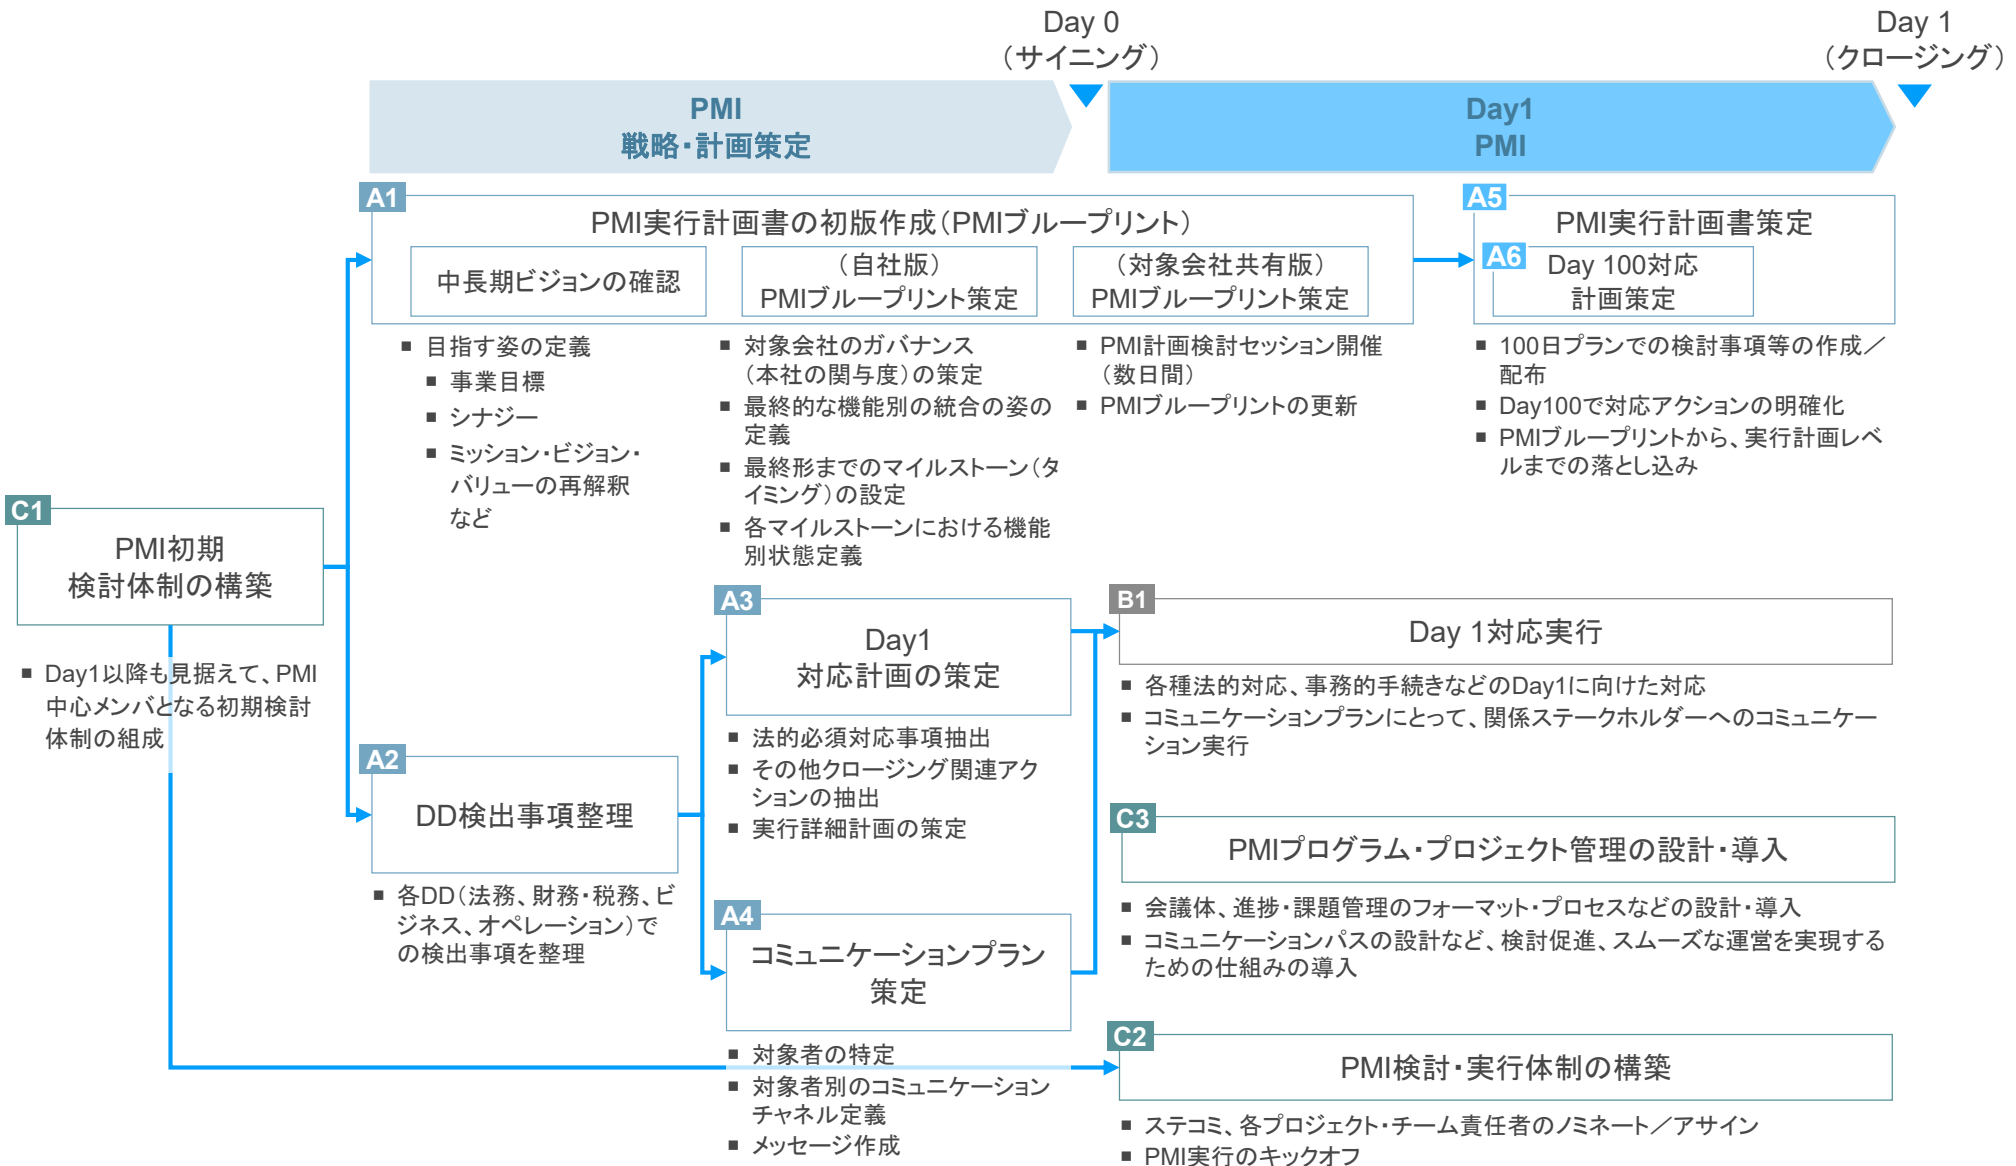 Day 0
（サイニング）
Day 1
（クロージング）
PMI
戦略・計画策定
Day1
PMI
A1
PMI実行計画書の初版作成（PMIブループリント）
中長期ビジョンの確認
（自社版）
PMIブループリント策定
（対象会社共有版）
PMIブループリント策定
■ 目指す姿の定義
■ 事業目標
■ シナジー
■ ミッション・ビジョン・
バリューの再解釈
など
■ 対象会社のガバナンス
（本社の関与度）の策定
■ 最終的な機能別の統合の姿の
定義
■ 最終形までのマイルストーン（タ
イミング）の設定
■ 各マイルストーンにおける機能
別状態定義
■ PMI計画検討セッション開催
（数日間）
■ PMIブループリントの更新
A5
PMI実行計画書策定
A6
Day 100対応
計画策定
■ 100日プランでの検討事項等の作成／
配布
■ Day100で対応アクションの明確化
■ PMIブループリントから、実行計画レベ
ルまでの落とし込み
C1
PMI初期
検討体制の構築
■ Day1以降も見据えて、PMI
中心メンバとなる初期検討
体制の組成
A2
DD検出事項整理
■ 各DD（法務、財務・税務、ビ
ジネス、オペレーション）で
の検出事項を整理
A3
Day1
対応計画の策定
■ 法的必須対応事項抽出
■ その他クロージング関連アク
ションの抽出
■ 実行詳細計画の策定
A4
コミュニケーションプラン
策定
■ 対象者の特定
■ 対象者別のコミュニケーション
チャネル定義
■ メッセージ作成
B1
Day 1対応実行
■ 各種法的対応、事務的手続きなどのDay1に向けた対応
■ コミュニケーションプランにとって、関係ステークホルダーへのコミュニケー
ション実行
C3
PMIプログラム・プロジェクト管理の設計・導入
■ 会議体、進捗・課題管理のフォーマット・プロセスなどの設計・導入
■ コミュニケーションパスの設計など、検討促進、スムーズな運営を実現する
ための仕組みの導入
C2
PMI検討・実行体制の構築
■ ステコミ、各プロジェクト・チーム責任者のノミネート／アサイン
■ PMI実行のキックオフ